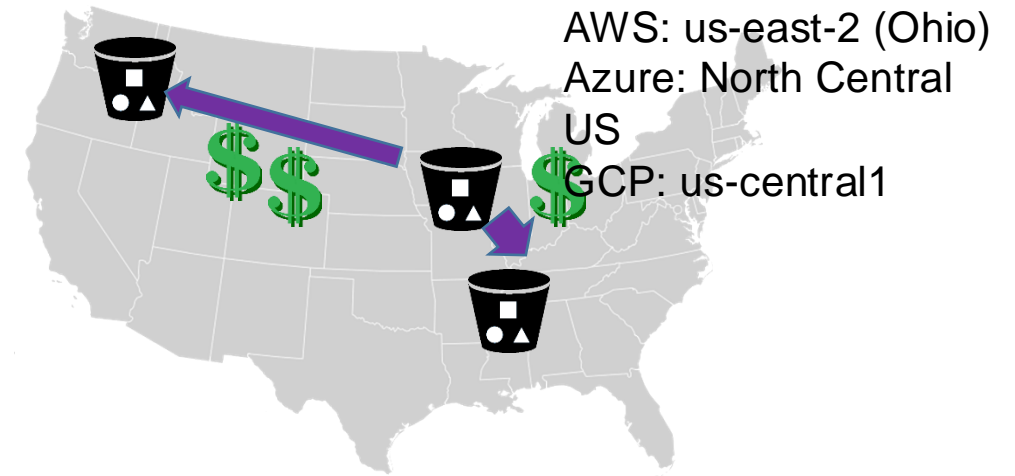 AWS: us-east-2 (Ohio)
Azure: North Central
US
$
GCP: us-central1
$
$